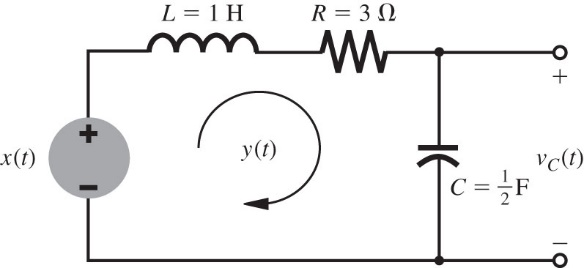 L = 1 H
R = 3 Ω
+
+
x(t)
y(t)
v_C(t)
C = 1/2 F
−
−